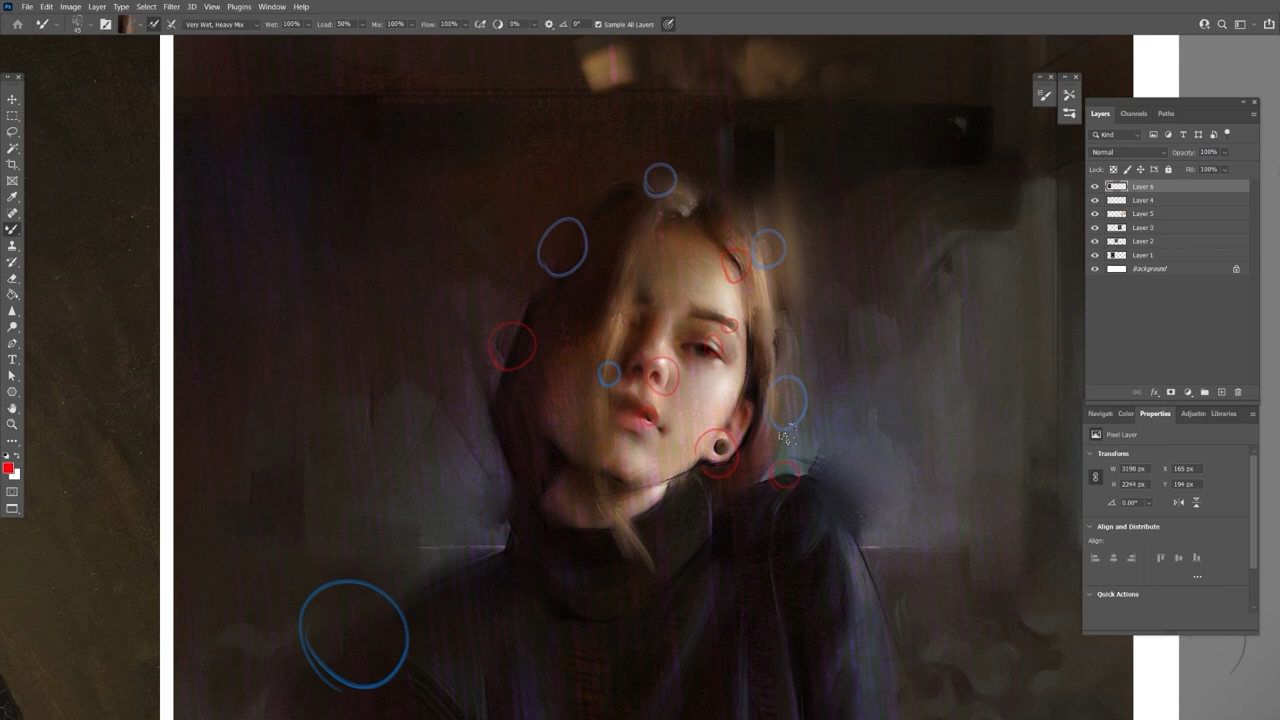 File Edit Image Layer Type Select Filter 3D View Plugins Window Help
45 Very Wet, Heavy Mix Wet: 100% Load: 50% Mix: 100% Flow: 100% 0% 0° Sample All Layers
Layers Channels Paths
Kind
Normal Opacity: 100%
Lock: Fill: 100%
Layer 6
Layer 4
Layer 5
Layer 3
Layer 2
Layer 1
Background
Navigat Color Properties Adjustm Libraries
Pixel Layer
Transform
W 3198 px X 165 px
H 2244 px Y 194 px
0.00°
Align and Distribute
Align:
Quick Actions